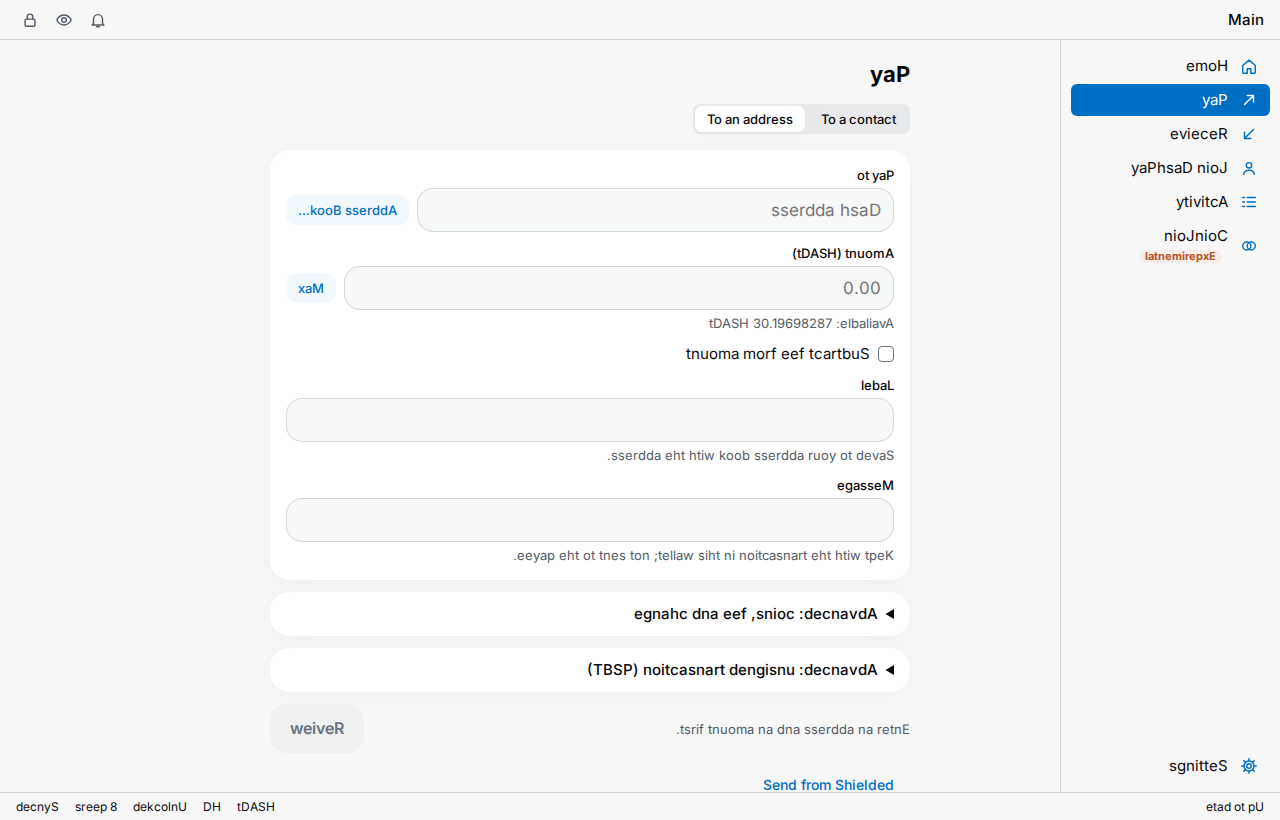 Main
emoH
yaP
evieceR
yaPhsaD nioJ
ytivitcA
nioJnioC
latnemirepxE
sgnitteS
yaP
To an address To a contact
ot yaP
...kooB sserddA sserdda hsaD
(tDASH) tnuomA
xaM 0.00
tDASH 30.19698287 :elbaliavA
tnuoma morf eef tcartbuS
lebaL
.sserdda eht htiw koob sserdda ruoy ot devaS
egasseM
.eeyap eht ot tnes ton ;tellaw siht ni noitcasnart eht htiw tpeK
egnahc dna eef ,snioc :decnavdA
(TBSP) noitcasnart dengisnu :decnavdA
weiveR .tsrif tnuoma na dna sserdda na retnE
Send from Shielded
decnyS sreep 8 dekcolnU DH tDASH etad ot pU